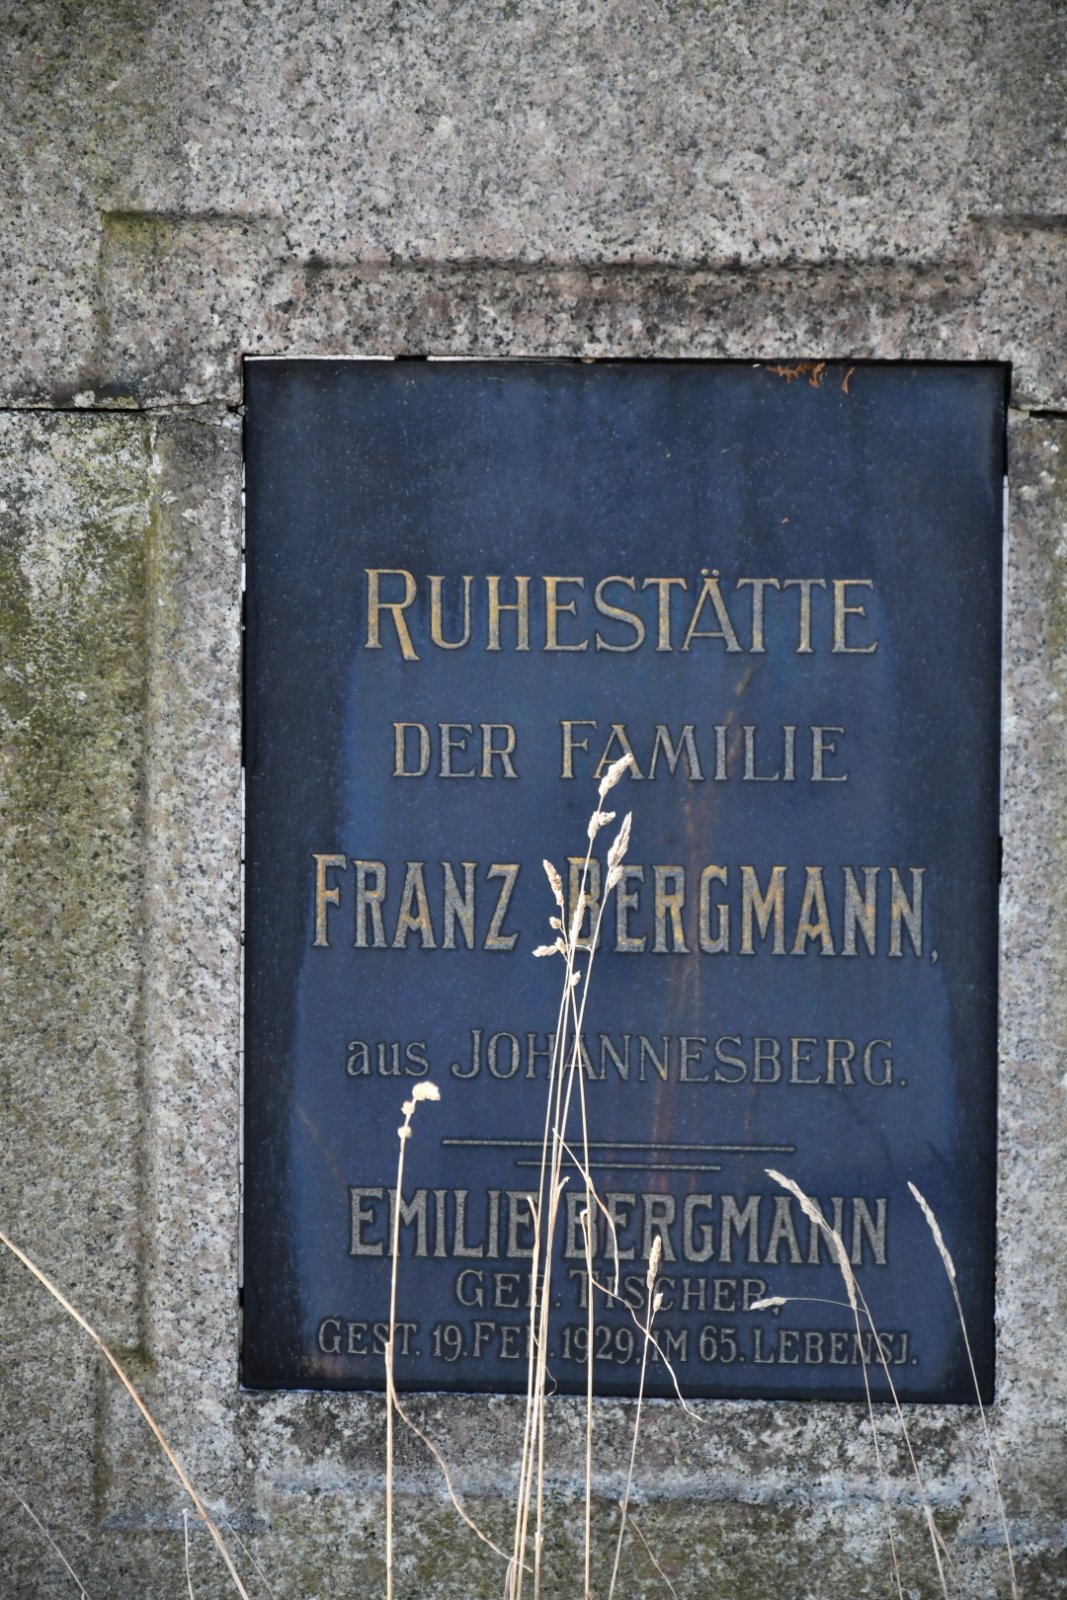 RUHESTÄTTE
DER FAMILIE
FRANZ BERGMANN,
aus JOHANNESBERG.
EMILIE BERGMANN
GEB. TISCHER,
GEST. 19. FEB. 1929, IM 65. LEBENSJ.